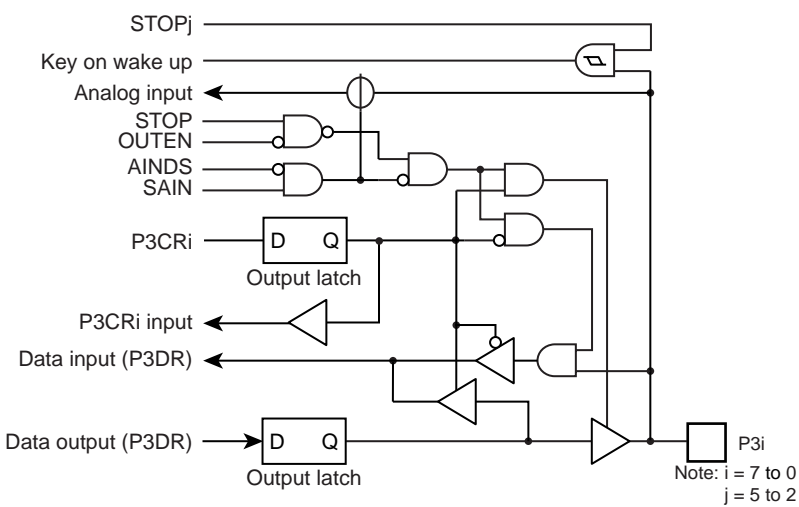 STOPj
Key on wake up
Analog input
STOP
OUTEN
AINDS
SAIN
P3CRi
D Q
Output latch
P3CRi input
Data input (P3DR)
Data output (P3DR)
D Q
Output latch
P3i
Note: i = 7 to 0
j = 5 to 2